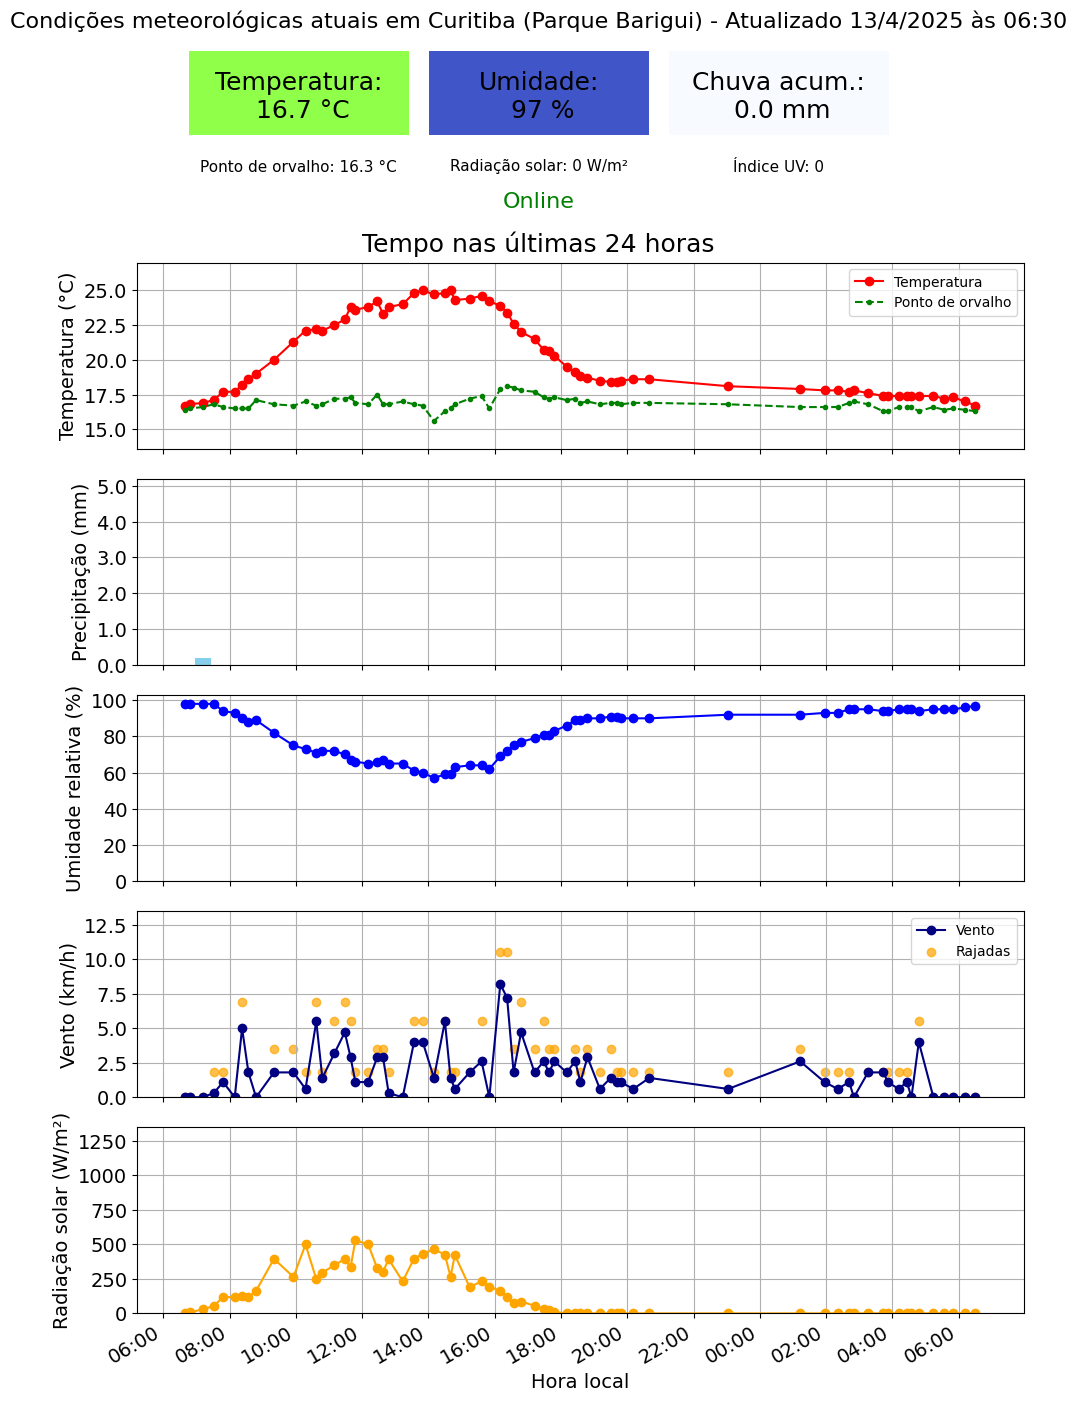 Condições meteorológicas atuais em Curitiba (Parque Barigui) - Atualizado 13/4/2025 às 06:30
Temperatura:
16.7 °C
Umidade:
97 %
Chuva acum.:
0.0 mm
Ponto de orvalho: 16.3 °C
Radiação solar: 0 W/m²
Índice UV: 0
Online
Tempo nas últimas 24 horas
Temperatura (°C)
25.0
22.5
20.0
17.5
15.0
Temperatura
Ponto de orvalho
Precipitação (mm)
5.0
4.0
3.0
2.0
1.0
0.0
Umidade relativa (%)
100
80
60
40
20
0
Vento (km/h)
12.5
10.0
7.5
5.0
2.5
0.0
Vento
Rajadas
Radiação solar (W/m²)
1250
1000
750
500
250
0
06:00
08:00
10:00
12:00
14:00
16:00
18:00
20:00
22:00
00:00
02:00
04:00
06:00
Hora local